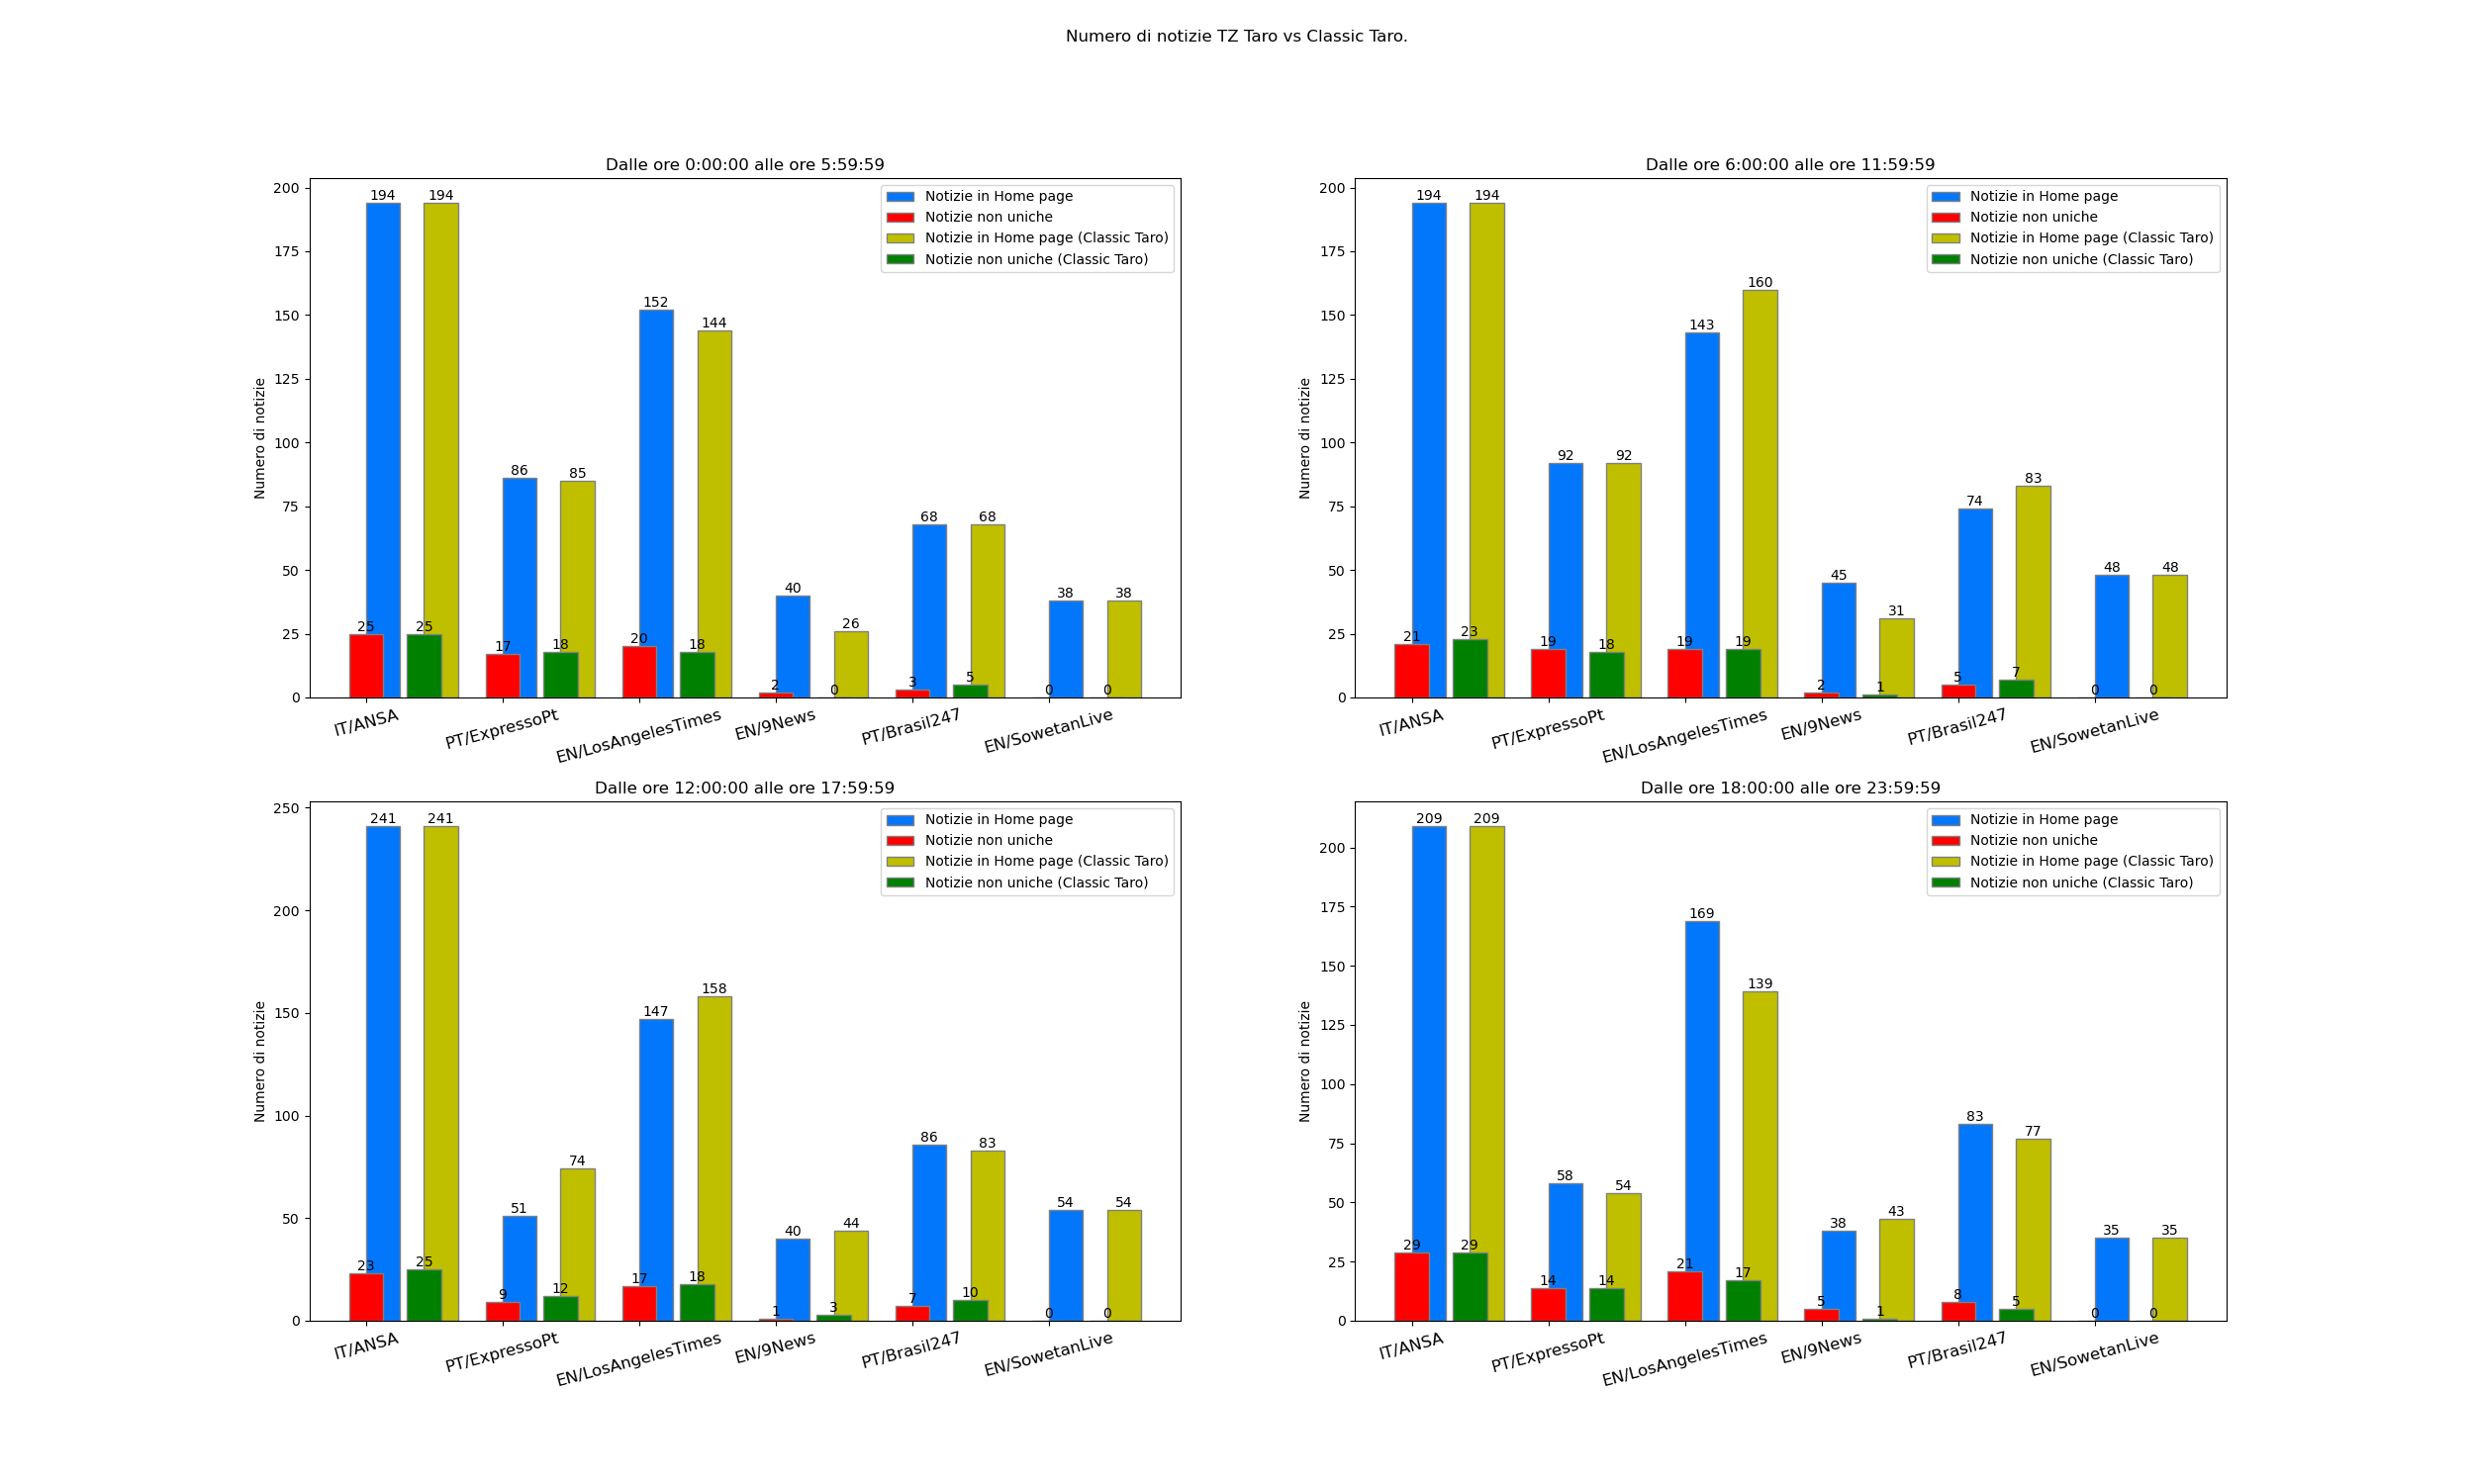 Numero di notizie TZ Taro vs Classic Taro.
Dalle ore 0:00:00 alle ore 5:59:59
Numero di notizie
200
175
150
125
100
75
50
25
0
194 194
86 85
152 144
40 26
68 68
38 38
25 25
17 18
20 18
2 0
3 5
0 0
Notizie in Home page
Notizie non uniche
Notizie in Home page (Classic Taro)
Notizie non uniche (Classic Taro)
IT/ANSA
PT/ExpressoPt
EN/LosAngelesTimes
EN/9News
PT/Brasil247
EN/SowetanLive
Dalle ore 6:00:00 alle ore 11:59:59
Numero di notizie
200
175
150
125
100
75
50
25
0
194 194
92 92
143 160
45 31
74 83
48 48
21 23
19 18
19 19
2 1
5 7
0 0
Notizie in Home page
Notizie non uniche
Notizie in Home page (Classic Taro)
Notizie non uniche (Classic Taro)
IT/ANSA
PT/ExpressoPt
EN/LosAngelesTimes
EN/9News
PT/Brasil247
EN/SowetanLive
Dalle ore 12:00:00 alle ore 17:59:59
Numero di notizie
250
200
150
100
50
0
241 241
51 74
147 158
40 44
86 83
54 54
23 25
9 12
17 18
1 3
7 10
0 0
Notizie in Home page
Notizie non uniche
Notizie in Home page (Classic Taro)
Notizie non uniche (Classic Taro)
IT/ANSA
PT/ExpressoPt
EN/LosAngelesTimes
EN/9News
PT/Brasil247
EN/SowetanLive
Dalle ore 18:00:00 alle ore 23:59:59
Numero di notizie
200
175
150
125
100
75
50
25
0
209 209
58 54
169 139
38 43
83 77
35 35
29 29
14 14
21 17
5 1
8 5
0 0
Notizie in Home page
Notizie non uniche
Notizie in Home page (Classic Taro)
Notizie non uniche (Classic Taro)
IT/ANSA
PT/ExpressoPt
EN/LosAngelesTimes
EN/9News
PT/Brasil247
EN/SowetanLive